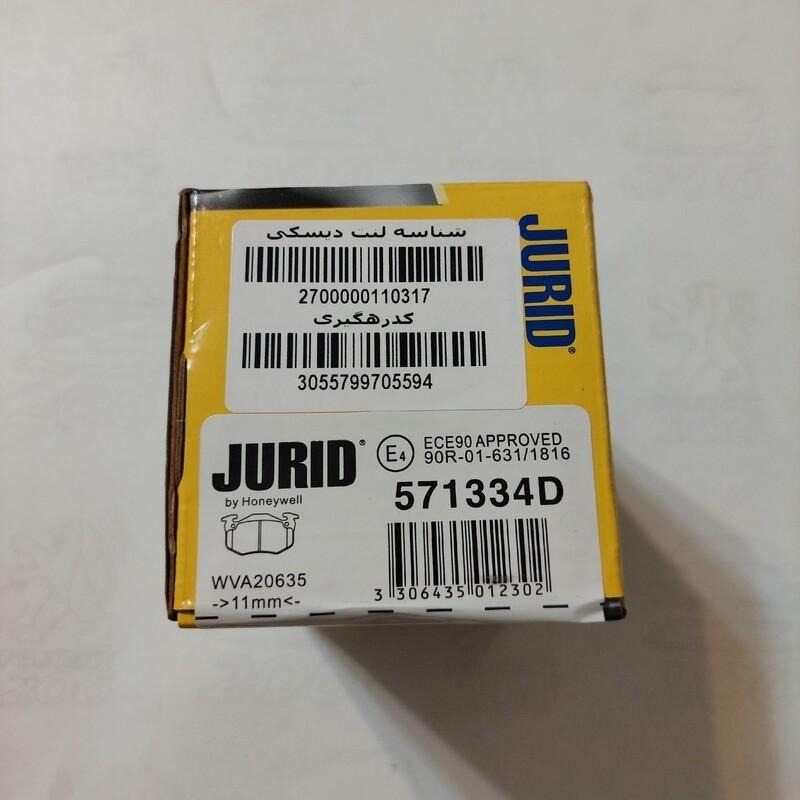 شناسه لنت دیسکی
2700000110317
کدرهگیری
3055799705594
JURID®
JURID®
by Honeywell
E4
ECE90 APPROVED
90R-01-631/1816
571334D
WVA20635
->11mm<-
3 306435 012302